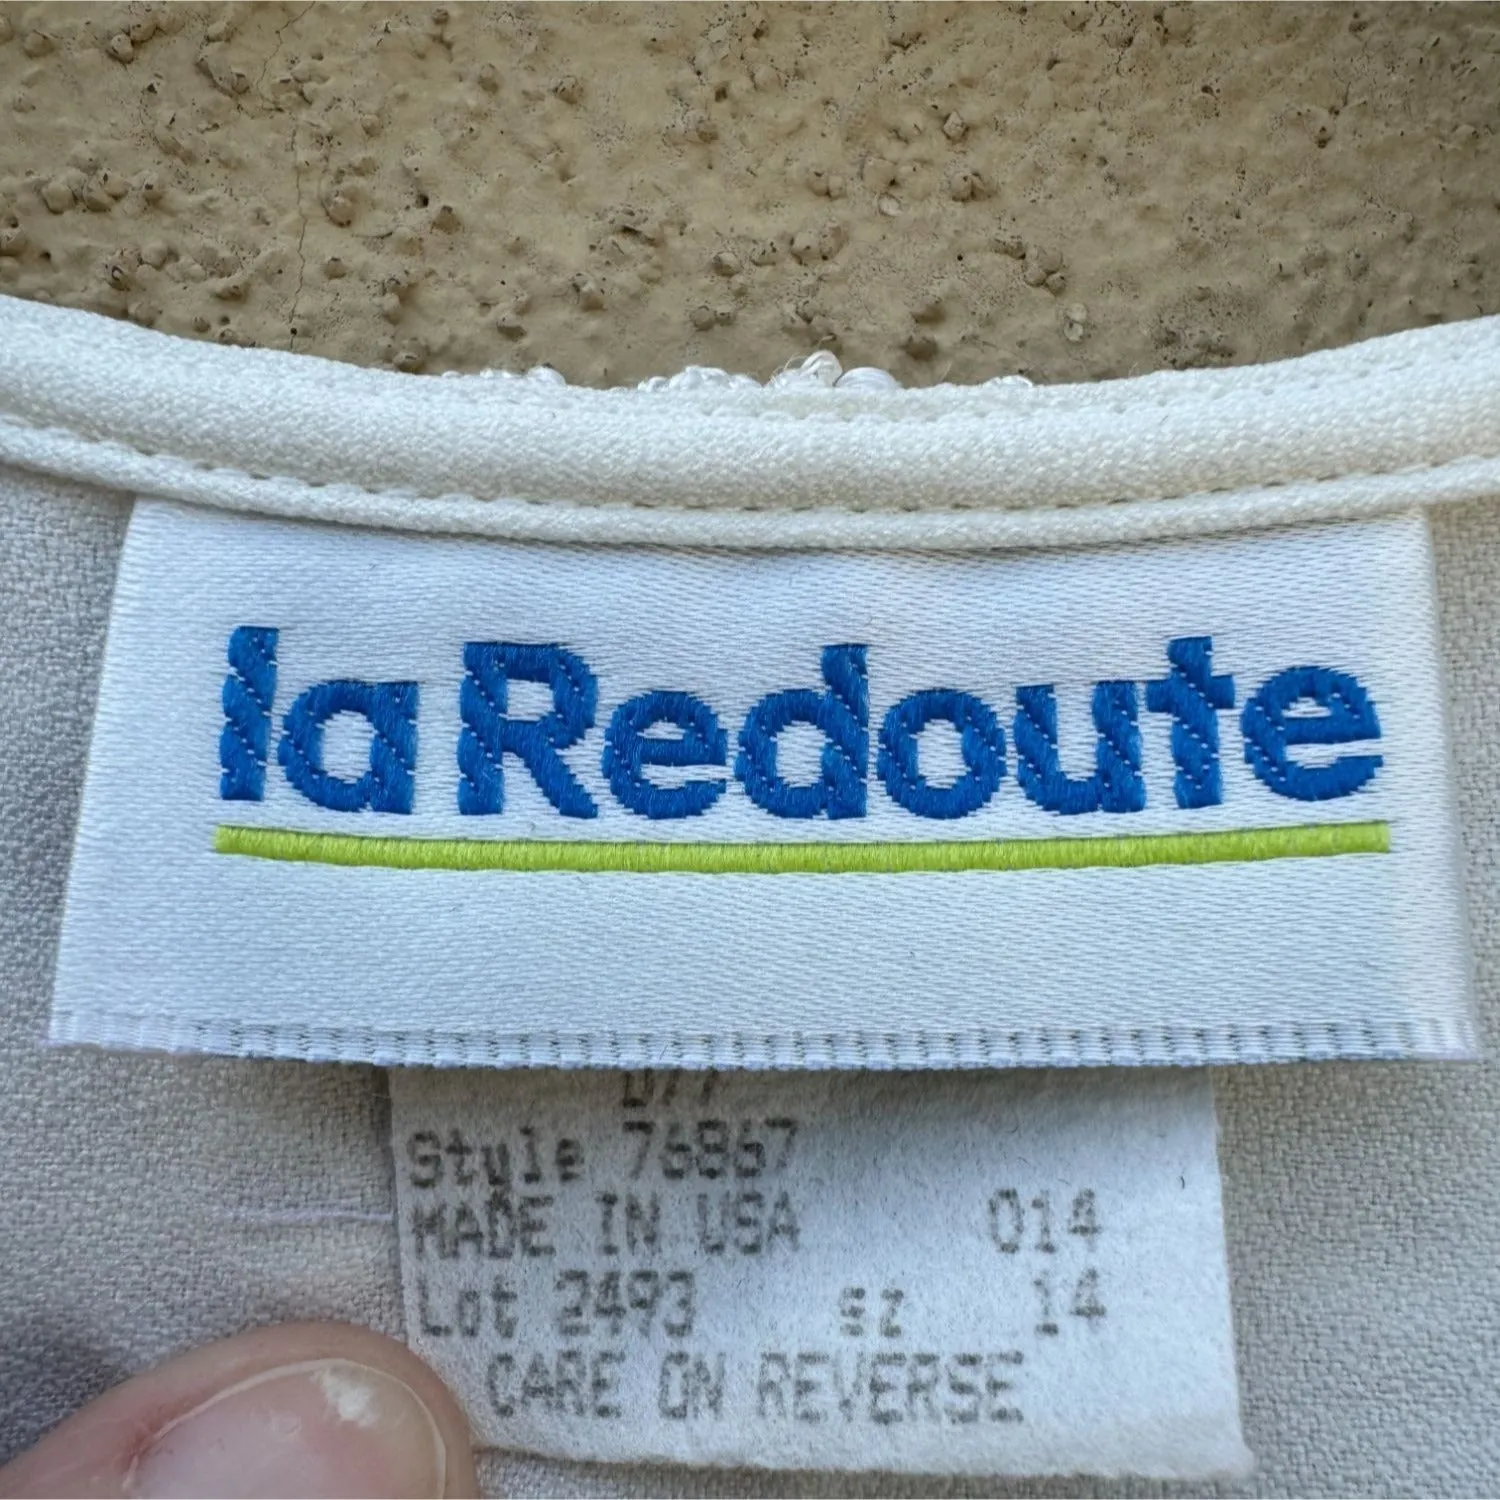 la Redoute
Style 76867
MADE IN USA 014
Lot 2493 sz 14
CARE ON REVERSE